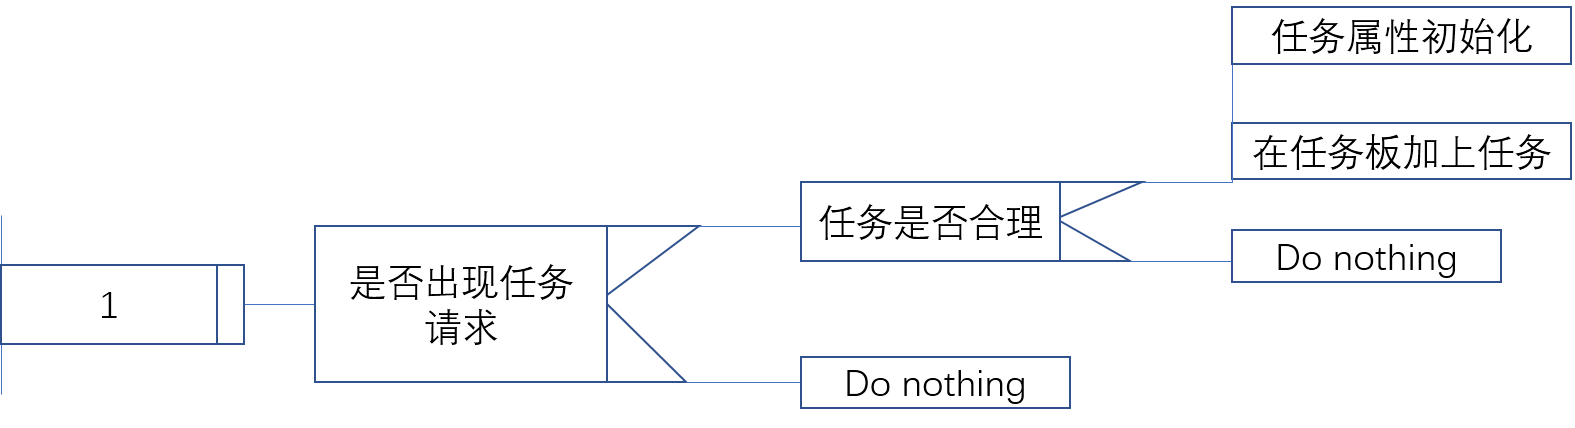 任务属性初始化
在任务板加上任务
任务是否合理
Do nothing
是否出现任务
请求
1
Do nothing